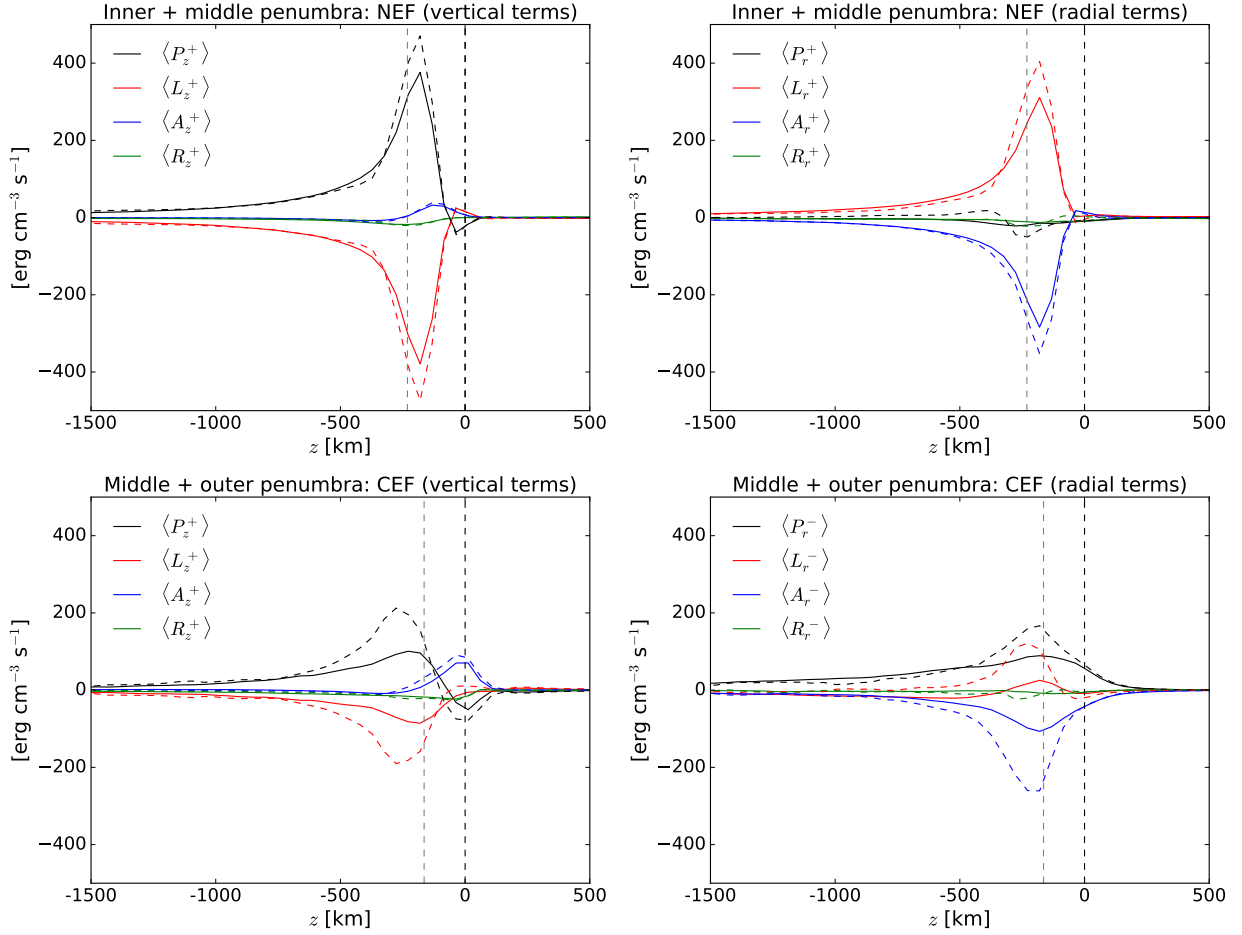 Inner + middle penumbra: NEF (vertical terms)
[erg cm⁻³ s⁻¹]
400
200
0
−200
−400
⟨P_z^+⟩
⟨L_z^+⟩
⟨A_z^+⟩
⟨R_z^+⟩
-1500 -1000 -500 0 500
z [km]
Inner + middle penumbra: NEF (radial terms)
[erg cm⁻³ s⁻¹]
400
200
0
−200
−400
⟨P_r^+⟩
⟨L_r^+⟩
⟨A_r^+⟩
⟨R_r^+⟩
-1500 -1000 -500 0 500
z [km]
Middle + outer penumbra: CEF (vertical terms)
[erg cm⁻³ s⁻¹]
400
200
0
−200
−400
⟨P_z^+⟩
⟨L_z^+⟩
⟨A_z^+⟩
⟨R_z^+⟩
-1500 -1000 -500 0 500
z [km]
Middle + outer penumbra: CEF (radial terms)
[erg cm⁻³ s⁻¹]
400
200
0
−200
−400
⟨P_r^−⟩
⟨L_r^−⟩
⟨A_r^−⟩
⟨R_r^−⟩
-1500 -1000 -500 0 500
z [km]